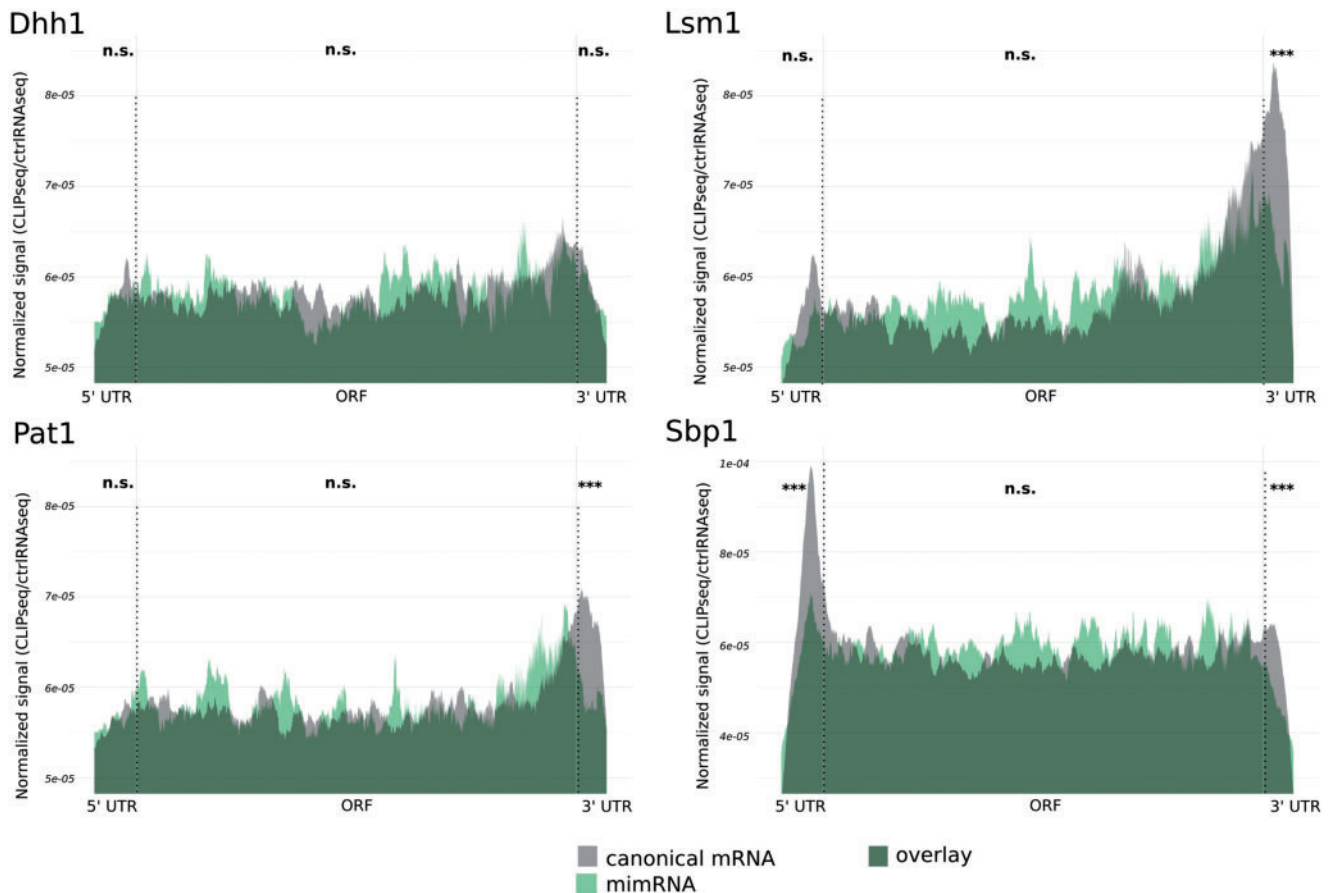 Dhh1
n.s. n.s. n.s.
Normalized signal (CLIPseq/ctrlRNAseq)
8e-05
7e-05
6e-05
5e-05
5' UTR ORF 3' UTR
Lsm1
n.s. n.s. ***
Normalized signal (CLIPseq/ctrlRNAseq)
8e-05
7e-05
6e-05
5e-05
5' UTR ORF 3' UTR
Pat1
n.s. n.s. ***
Normalized signal (CLIPseq/ctrlRNAseq)
8e-05
7e-05
6e-05
5e-05
5' UTR ORF 3' UTR
Sbp1
*** n.s. ***
Normalized signal (CLIPseq/ctrlRNAseq)
1e-04
8e-05
6e-05
4e-05
5' UTR ORF 3' UTR
canonical mRNA overlay
mimRNA